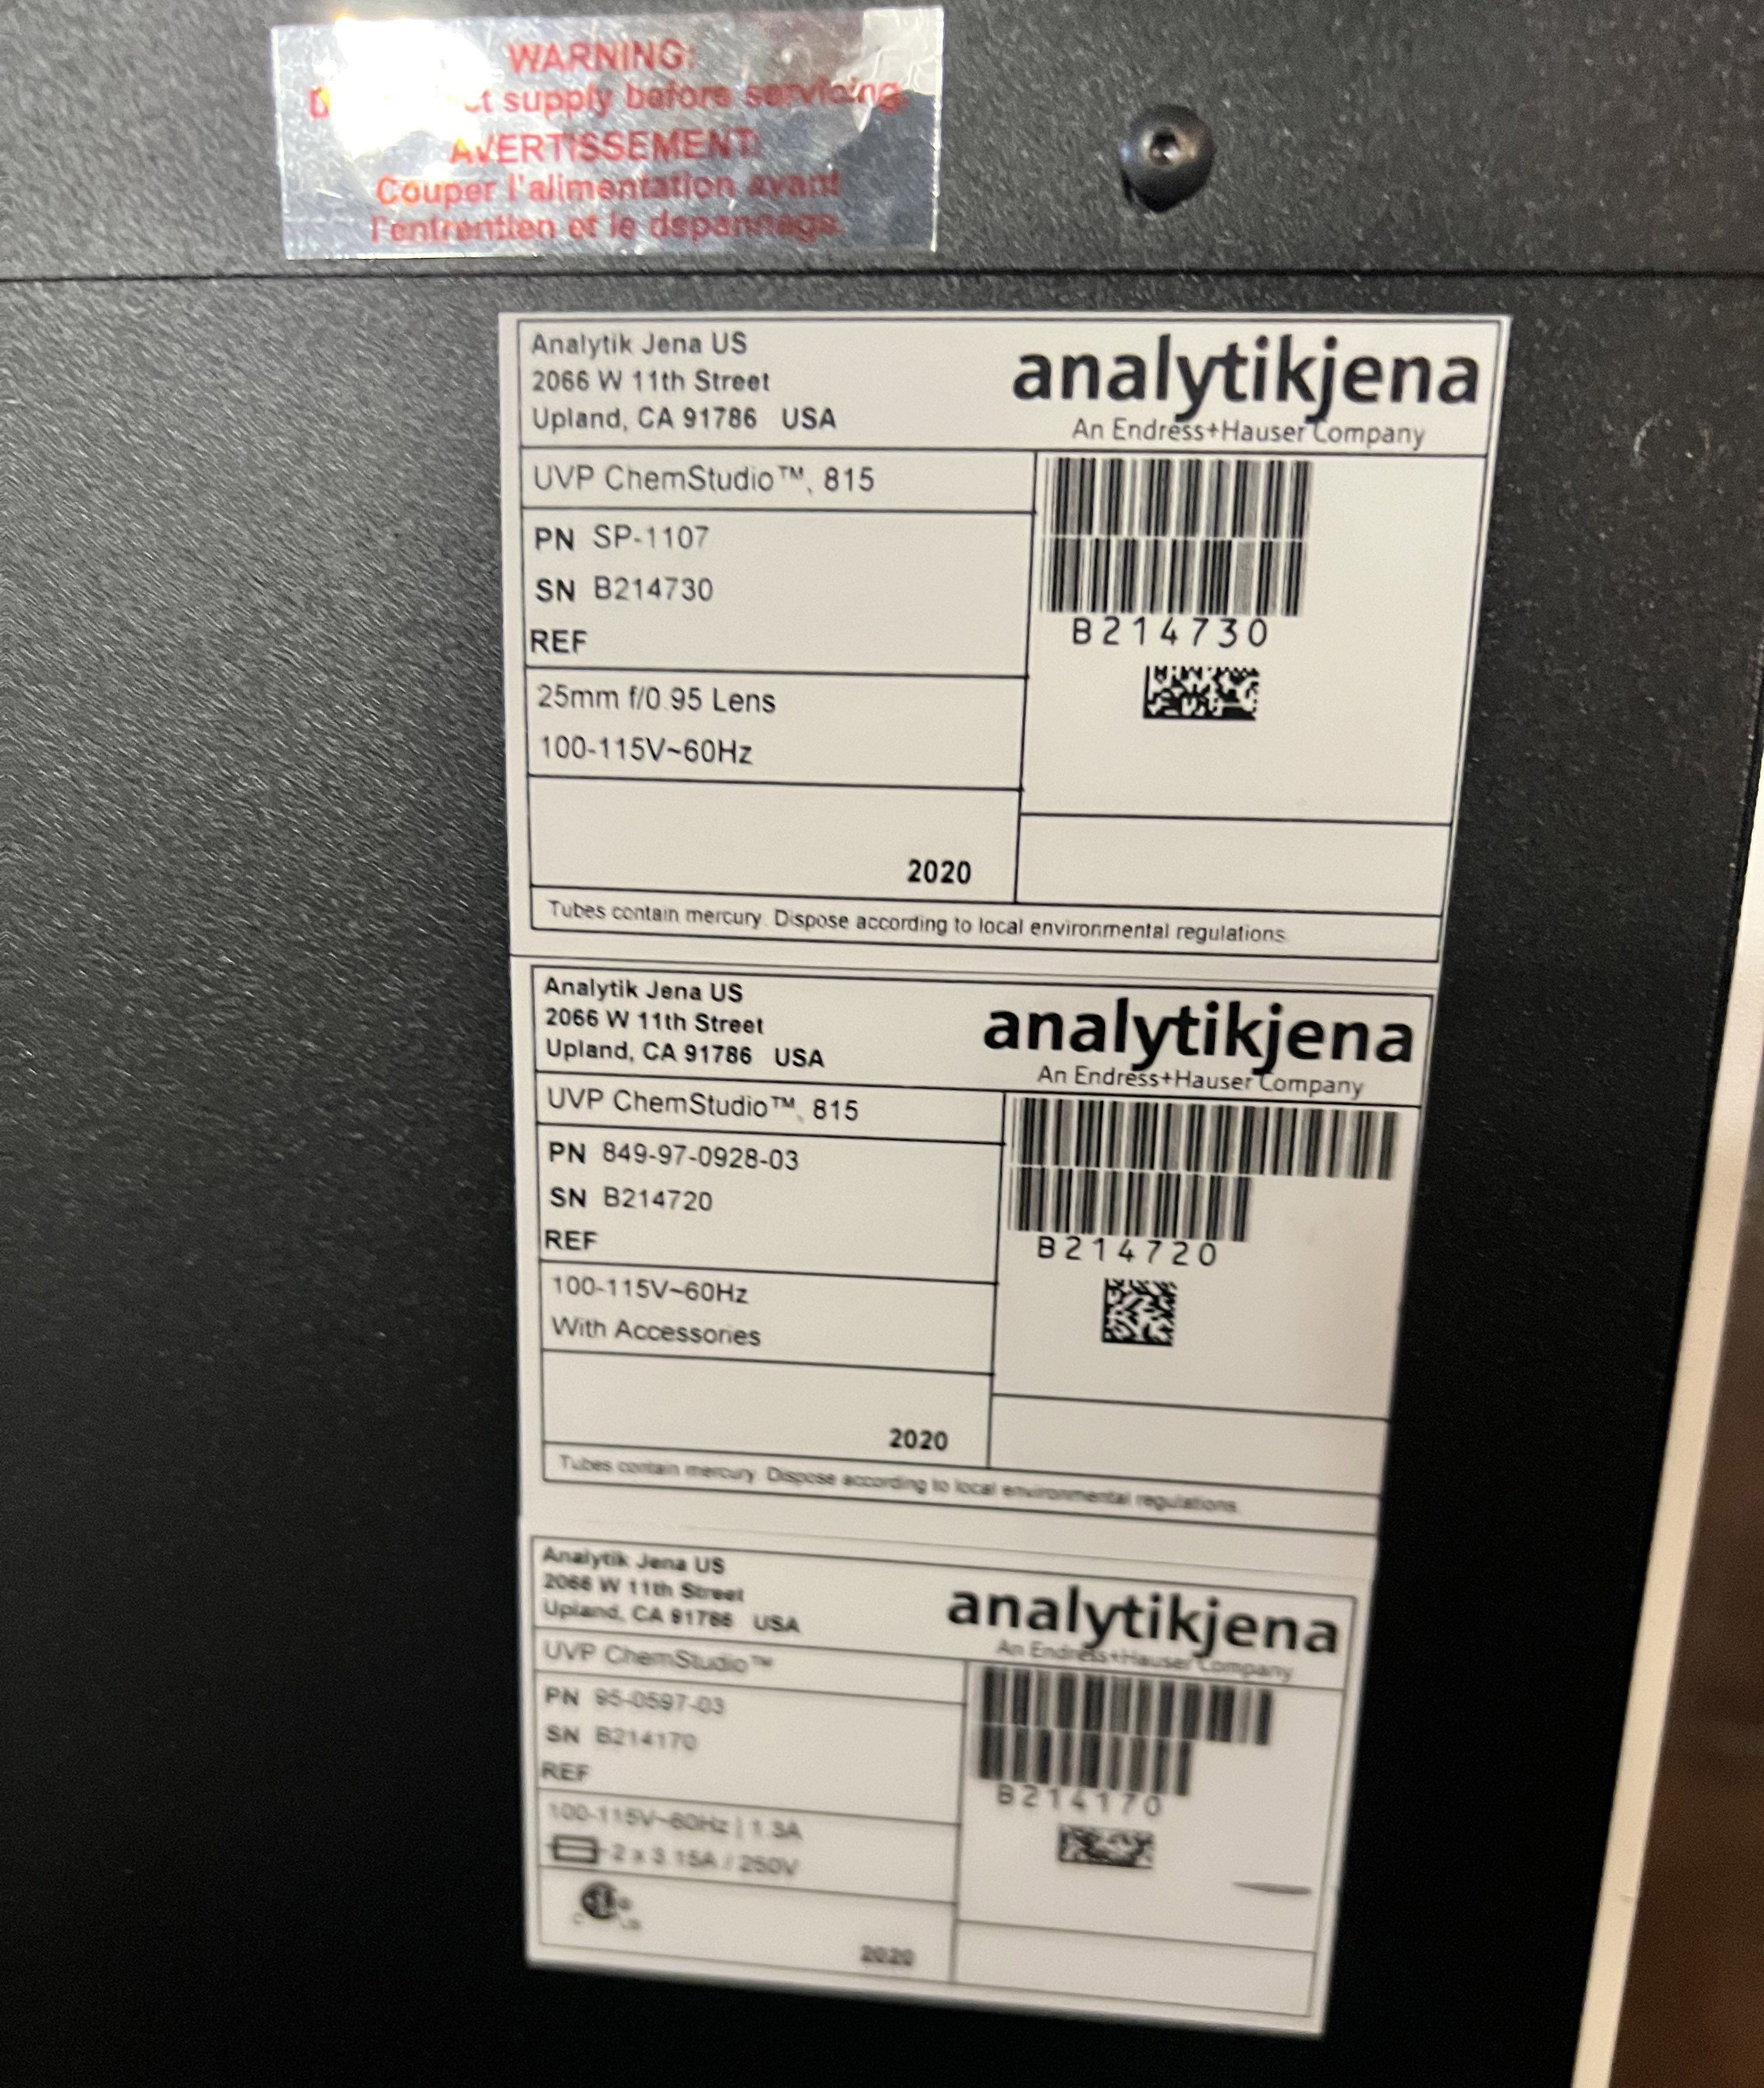 WARNING:
supply before servicing.
AVERTISSEMENT:
Couper l'alimentation avant
l'entretien et le depannage.
Analytik Jena US
2066 W 11th Street
Upland, CA 91786 USA
analytikjena
An Endress+Hauser Company
UVP ChemStudio™, 815
PN SP-1107
SN B214730
REF
B214730
25mm f/0.95 Lens
100-115V~60Hz
2020
Tubes contain mercury. Dispose according to local environmental regulations.
Analytik Jena US
2066 W 11th Street
Upland, CA 91786 USA
analytikjena
An Endress+Hauser Company
UVP ChemStudio™, 815
PN 849-97-0928-03
SN B214720
REF
B214720
100-115V~60Hz
With Accessories
2020
Tubes contain mercury. Dispose according to local environmental regulations.
Analytik Jena US
2066 W 11th Street
Upland, CA 91786 USA
analytikjena
An Endress+Hauser Company
UVP ChemStudio™
PN 95-0597-03
SN B214170
REF
B214170
100-115V~60Hz | 1.3A
2 x 3.15A / 250V
C US
2020